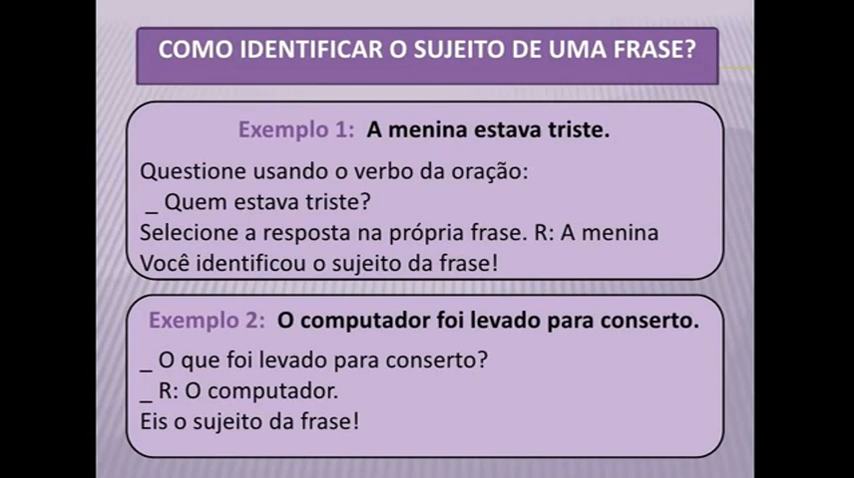 COMO IDENTIFICAR O SUJEITO DE UMA FRASE?
Exemplo 1: A menina estava triste.
Questione usando o verbo da oração:
_ Quem estava triste?
Selecione a resposta na própria frase. R: A menina
Você identificou o sujeito da frase!
Exemplo 2: O computador foi levado para conserto.
_ O que foi levado para conserto?
_ R: O computador.
Eis o sujeito da frase!